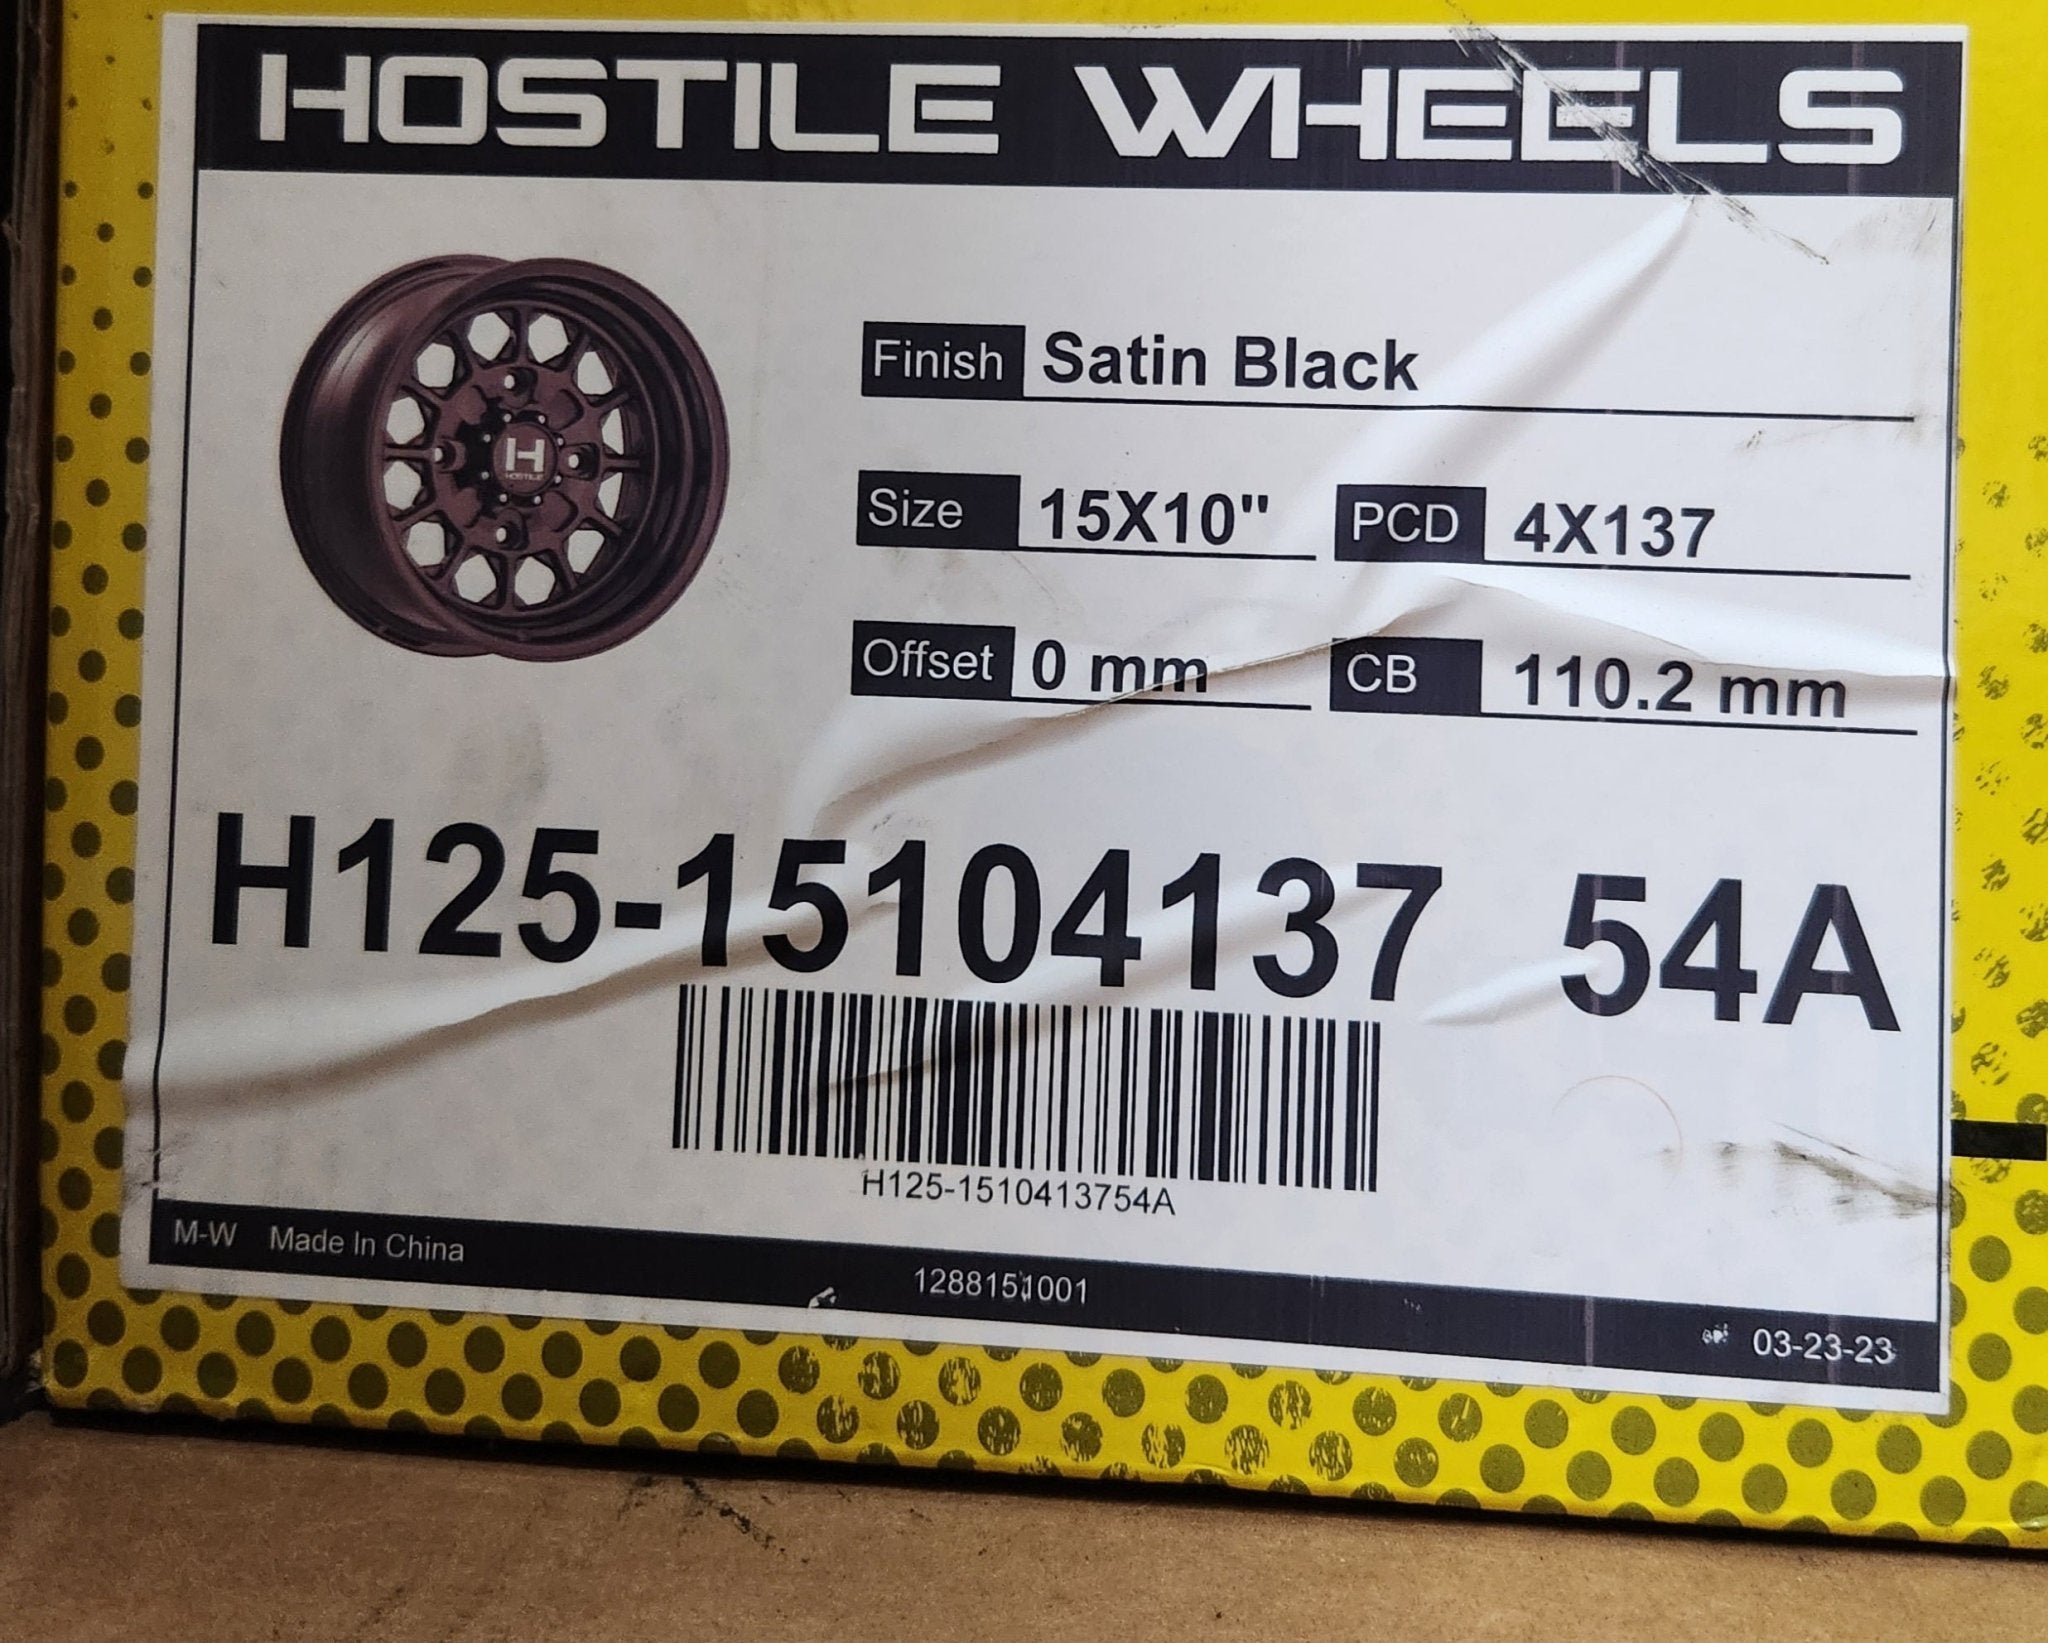 HOSTILE WHEELS
H
HOSTILE
Finish Satin Black
Size 15X10" PCD 4X137
Offset 0 mm CB 110.2 mm
H125-15104137 54A
H125-1510413754A
M-W Made In China
1288151001
03-23-23